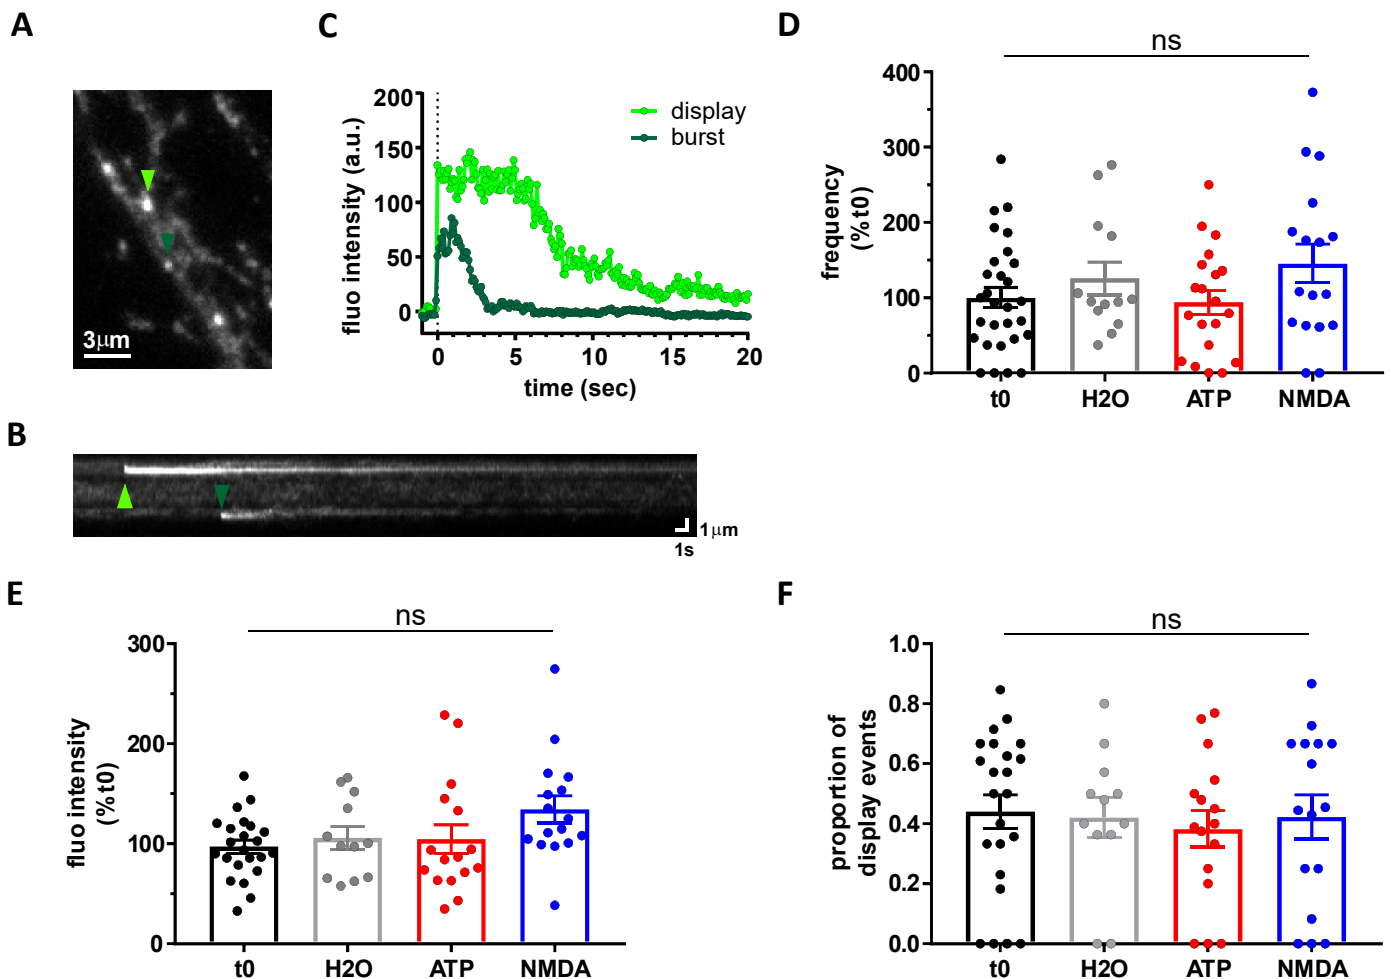 A
3μm
B
1μm
1s
C
fluo intensity (a.u.)
200
150
100
50
0
0
5
10
15
20
time (sec)
display
burst
D
ns
frequency
(%t0)
400
300
200
100
0
t0
H2O
ATP
NMDA
E
ns
fluo intensity
(%t0)
300
200
100
0
t0
H2O
ATP
NMDA
F
ns
proportion of
display events
1.0
0.8
0.6
0.4
0.2
0.0
t0
H2O
ATP
NMDA